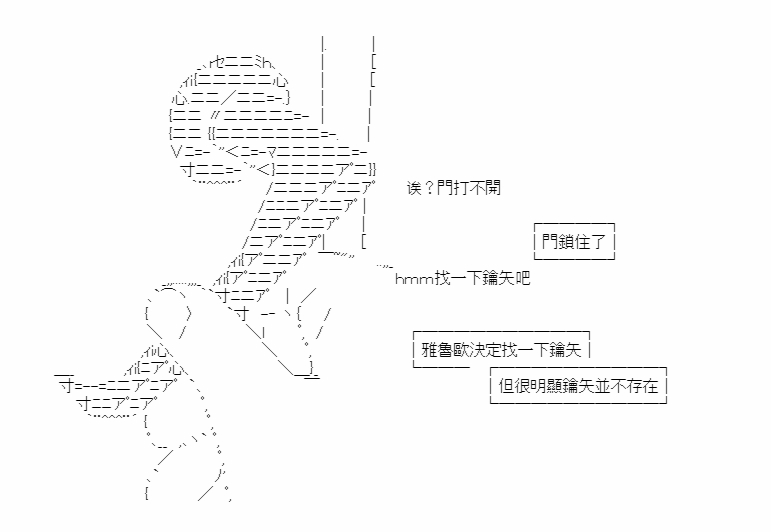 诶？門打不開
門鎖住了
hmm找一下鑰矢吧
雅魯歐決定找一下鑰矢
但很明顯鑰矢並不存在